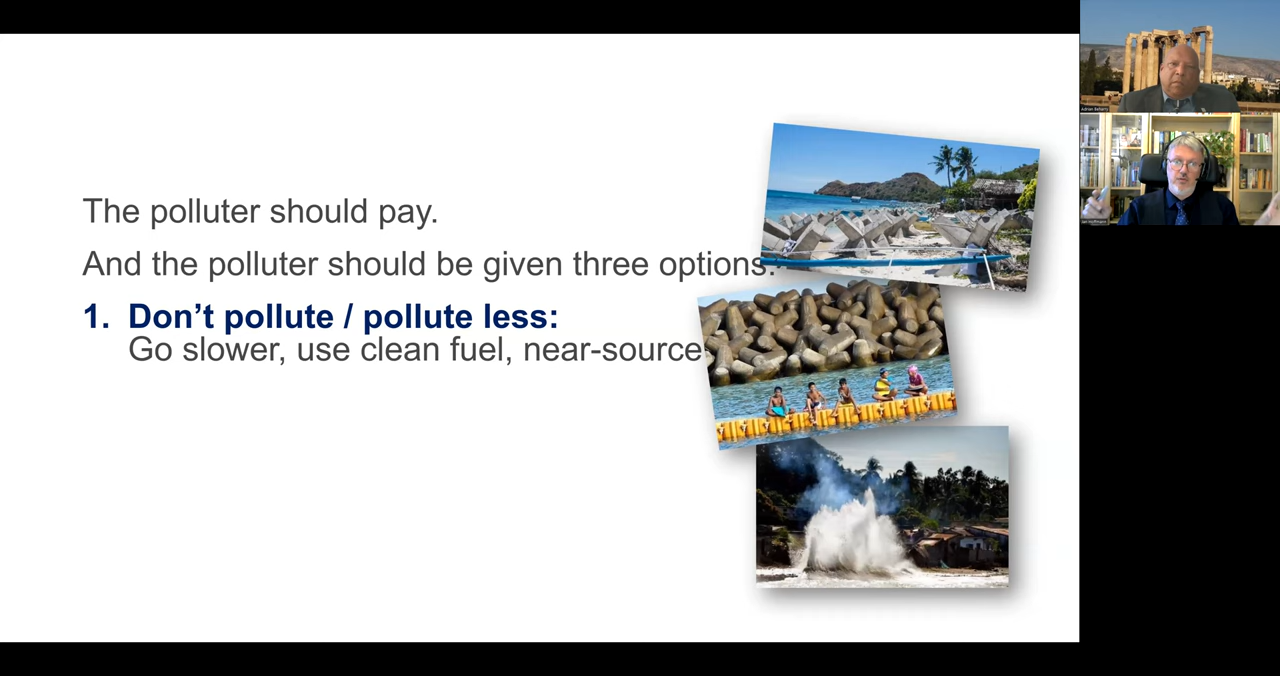 The polluter should pay.
And the polluter should be given three options:
1. Don’t pollute / pollute less:
Go slower, use clean fuel, near-source